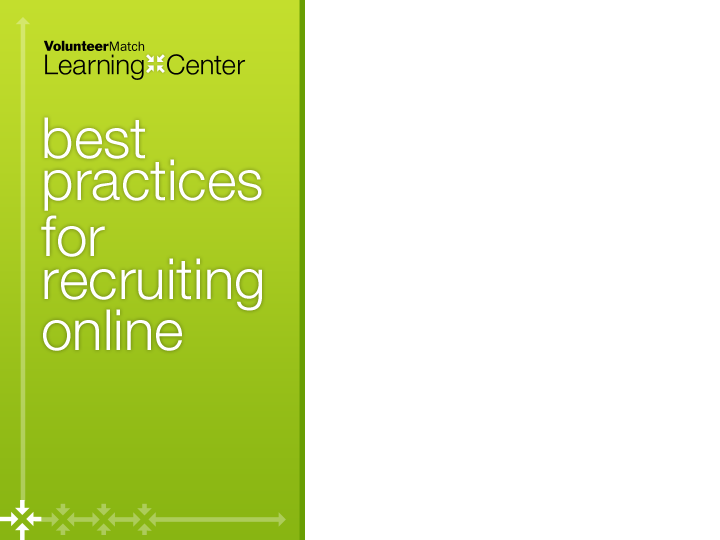 VolunteerMatch
Learning Center
best
practices
for
recruiting
online